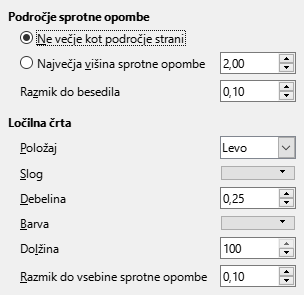 Področje sprotne opombe
Ne večje kot področje strani
Največja višina sprotne opombe 2,00
Razmik do besedila 0,10
Ločilna črta
Položaj Levo
Slog
Debelina 0,25
Barva
Dolžina 100
Razmik do vsebine sprotne opombe 0,10